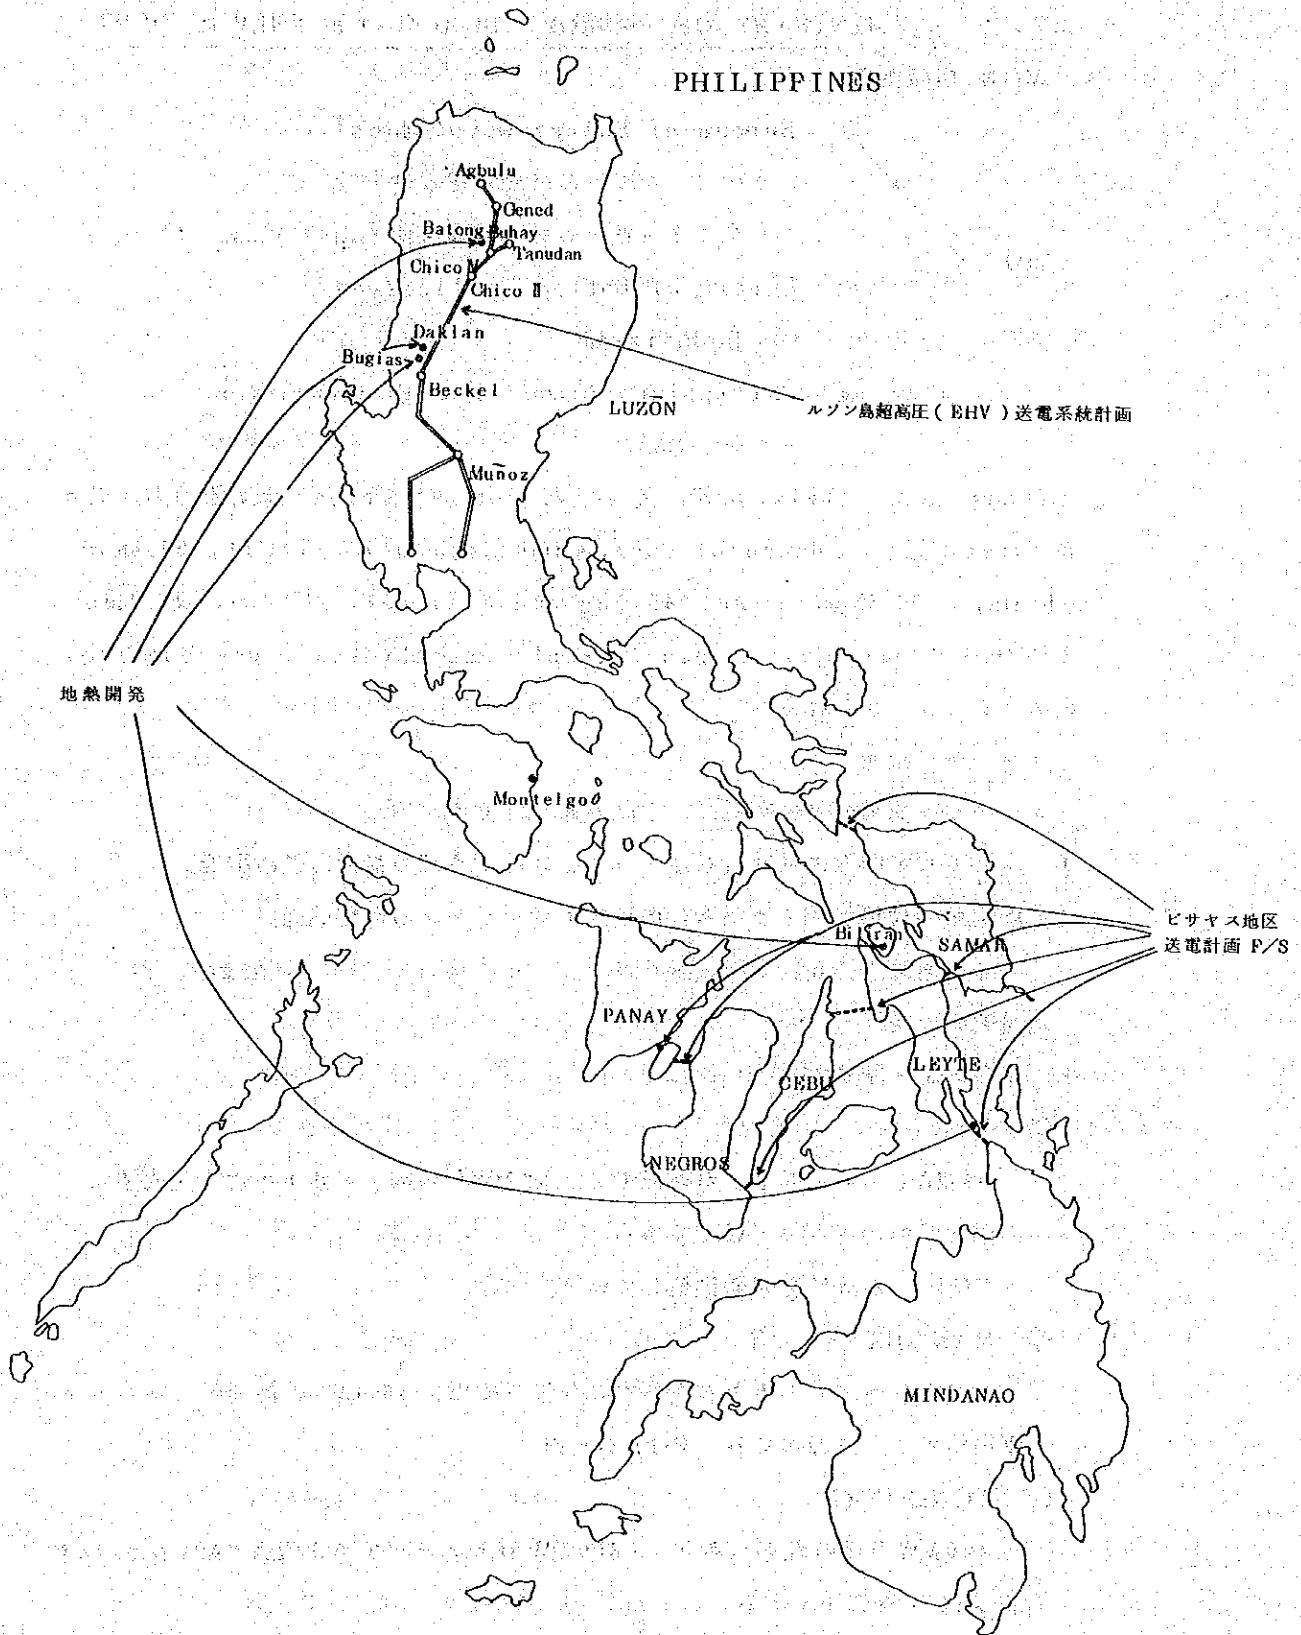 PHILIPPINES
Agbulu
Gened
Batong Buhay
Tanudan
Chico Ⅳ
Chico Ⅱ
Daklan
Bugias
Beckel
LUZON
ルソン島超高圧( EHV )送電系統計画
Muñoz
地熱開発
Montelgo
ビサヤス地区
送電計画 F/S
Biliran
SAMAR
PANAY
LEYTE
CEBU
NEGROS
MINDANAO